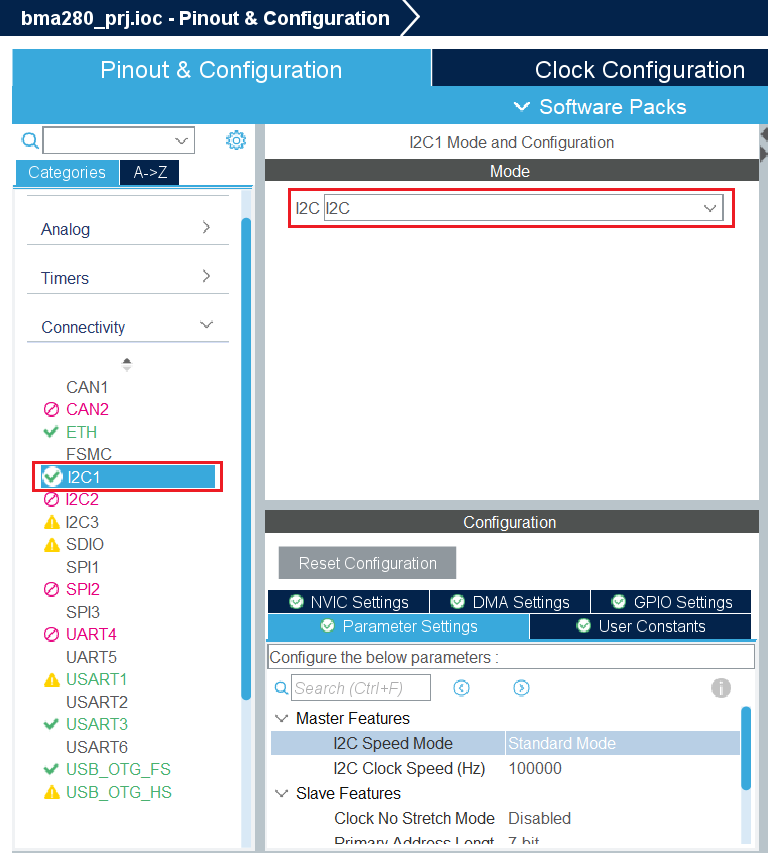 bma280_prj.ioc - Pinout & Configuration
Pinout & Configuration
Clock Configuration
Software Packs
Categories
A->Z
Analog
Timers
Connectivity
CAN1
CAN2
ETH
FSMC
I2C1
I2C2
I2C3
SDIO
SPI1
SPI2
SPI3
UART4
UART5
USART1
USART2
USART3
USART6
USB_OTG_FS
USB_OTG_HS
I2C1 Mode and Configuration
Mode
I2C I2C
Configuration
Reset Configuration
NVIC Settings
DMA Settings
GPIO Settings
Parameter Settings
User Constants
Configure the below parameters :
Search (Ctrl+F)
Master Features
I2C Speed Mode Standard Mode
I2C Clock Speed (Hz) 100000
Slave Features
Clock No Stretch Mode Disabled
Primary Address Lengt 7-bit